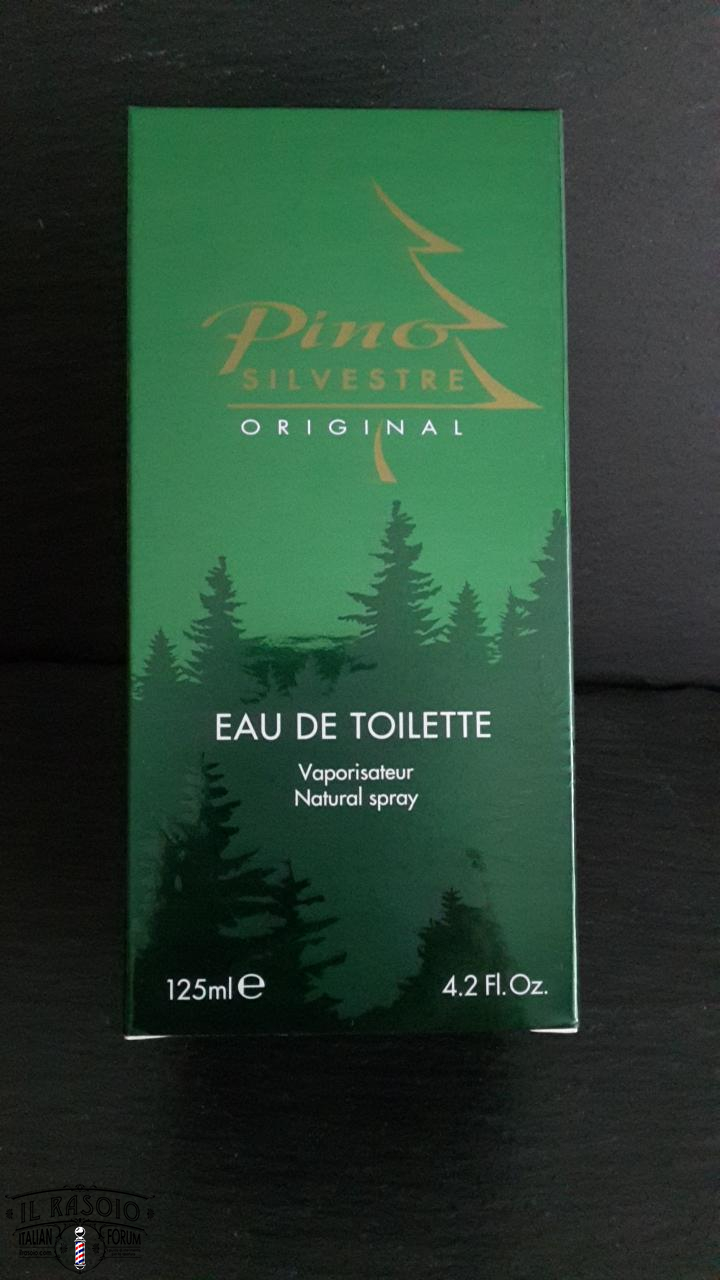 Pino
SILVESTRE
ORIGINAL
EAU DE TOILETTE
Vaporisateur
Natural spray
125ml ℮
4.2 Fl. Oz.
IL RASOIO
ITALIAN FORUM